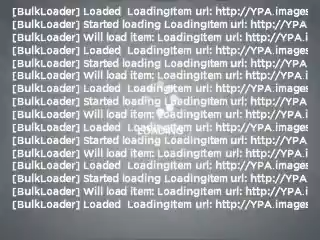 [BulkLoader] Loaded  LoadingItem url: http://YPA.images
[BulkLoader] Started loading LoadingItem url: http://YPA
[BulkLoader] Will load item: LoadingItem url: http://YPA.i
[BulkLoader] Loaded  LoadingItem url: http://YPA.images
[BulkLoader] Started loading LoadingItem url: http://YPA
[BulkLoader] Will load item: LoadingItem url: http://YPA.i
[BulkLoader] Loaded  LoadingItem url: http://YPA.images
[BulkLoader] Started loading LoadingItem url: http://YPA
[BulkLoader] Will load item: LoadingItem url: http://YPA.i
[BulkLoader] Loaded  LoadingItem url: http://YPA.images
LOADING
[BulkLoader] Started loading LoadingItem url: http://YPA
[BulkLoader] Will load item: LoadingItem url: http://YPA.i
[BulkLoader] Loaded  LoadingItem url: http://YPA.images
[BulkLoader] Started loading LoadingItem url: http://YPA
[BulkLoader] Will load item: LoadingItem url: http://YPA.i
[BulkLoader] Loaded  LoadingItem url: http://YPA.images